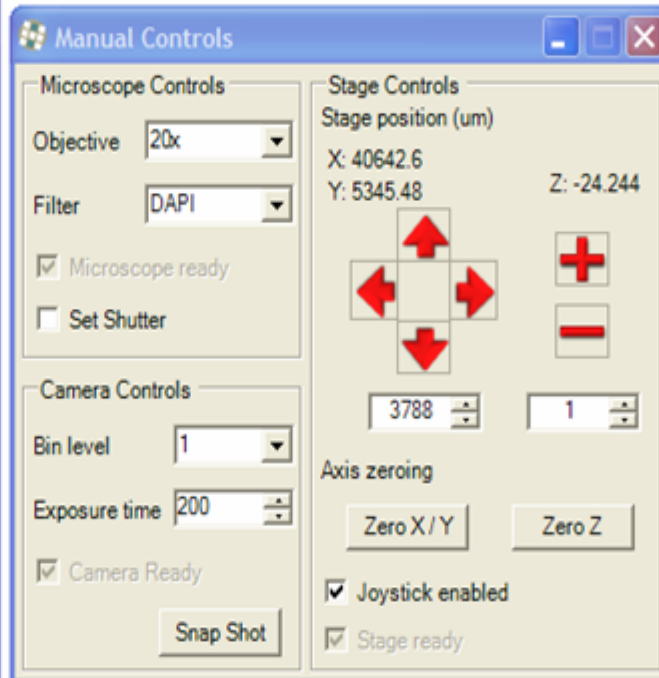 Manual Controls
Microscope Controls
Objective 20x
Filter DAPI
Microscope ready
Set Shutter
Camera Controls
Bin level 1
Exposure time 200
Camera Ready
Snap Shot
Stage Controls
Stage position (um)
X: 40642.6
Y: 5345.48
Z: -24.244
3788 1
Axis zeroing
Zero X / Y Zero Z
Joystick enabled
Stage ready